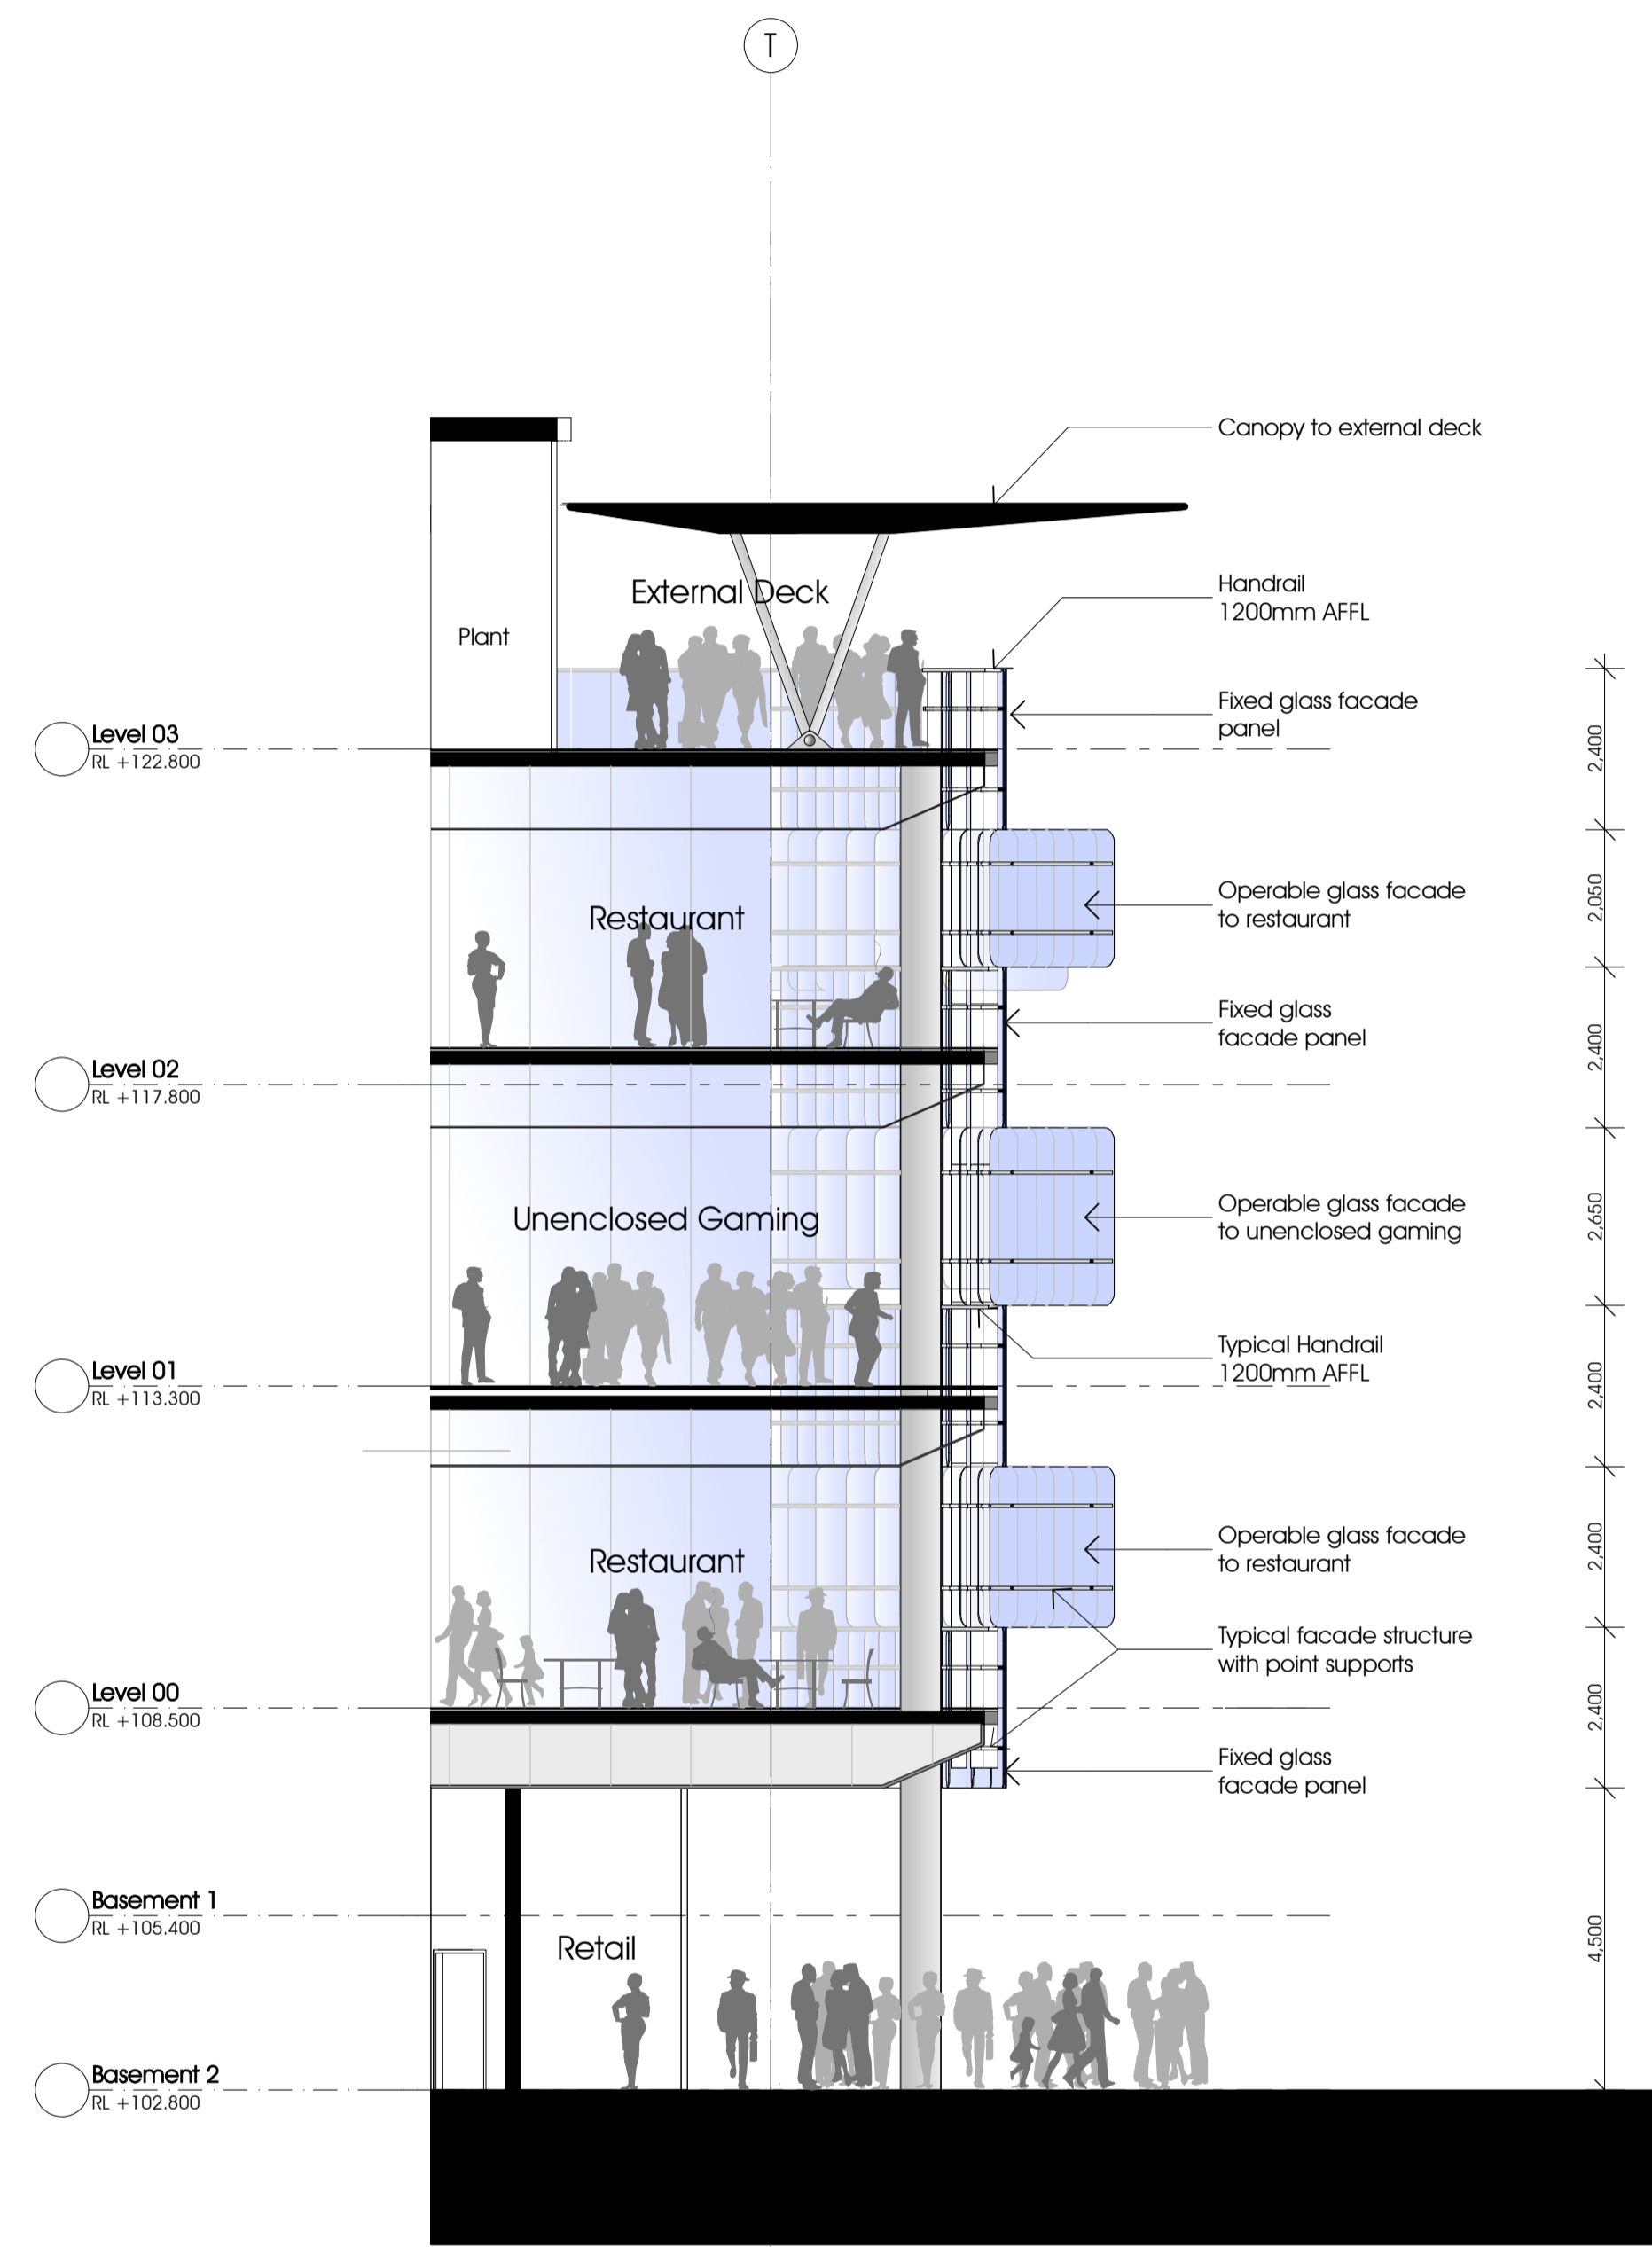 T
Canopy to external deck
External Deck
Handrail
1200mm AFFL
Plant
Fixed glass facade
panel
Level 03
RL +122.800
2,400
Restaurant
Operable glass facade
to restaurant
2,050
Fixed glass
facade panel
2,400
Level 02
RL +117.800
Unenclosed Gaming
Operable glass facade
to unenclosed gaming
2,650
Typical Handrail
1200mm AFFL
Level 01
RL +113.300
2,400
Restaurant
Operable glass facade
to restaurant
2,400
Typical facade structure
with point supports
Level 00
RL +108.500
2,400
Fixed glass
facade panel
Basement 1
RL +105.400
Retail
4,500
Basement 2
RL +102.800